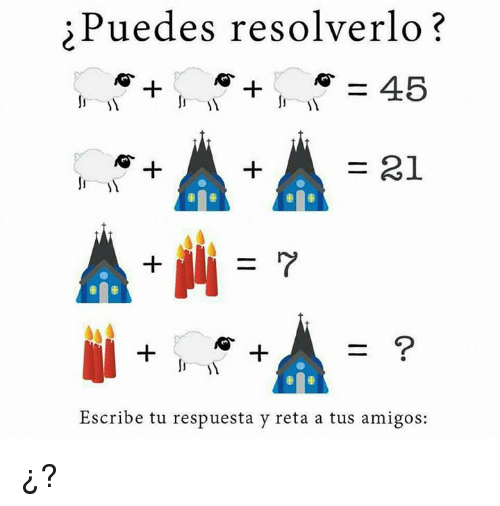 ¿Puedes resolverlo?
+ + = 45
+ + = 21
+ = 7
+ + = ?
Escribe tu respuesta y reta a tus amigos:
¿?